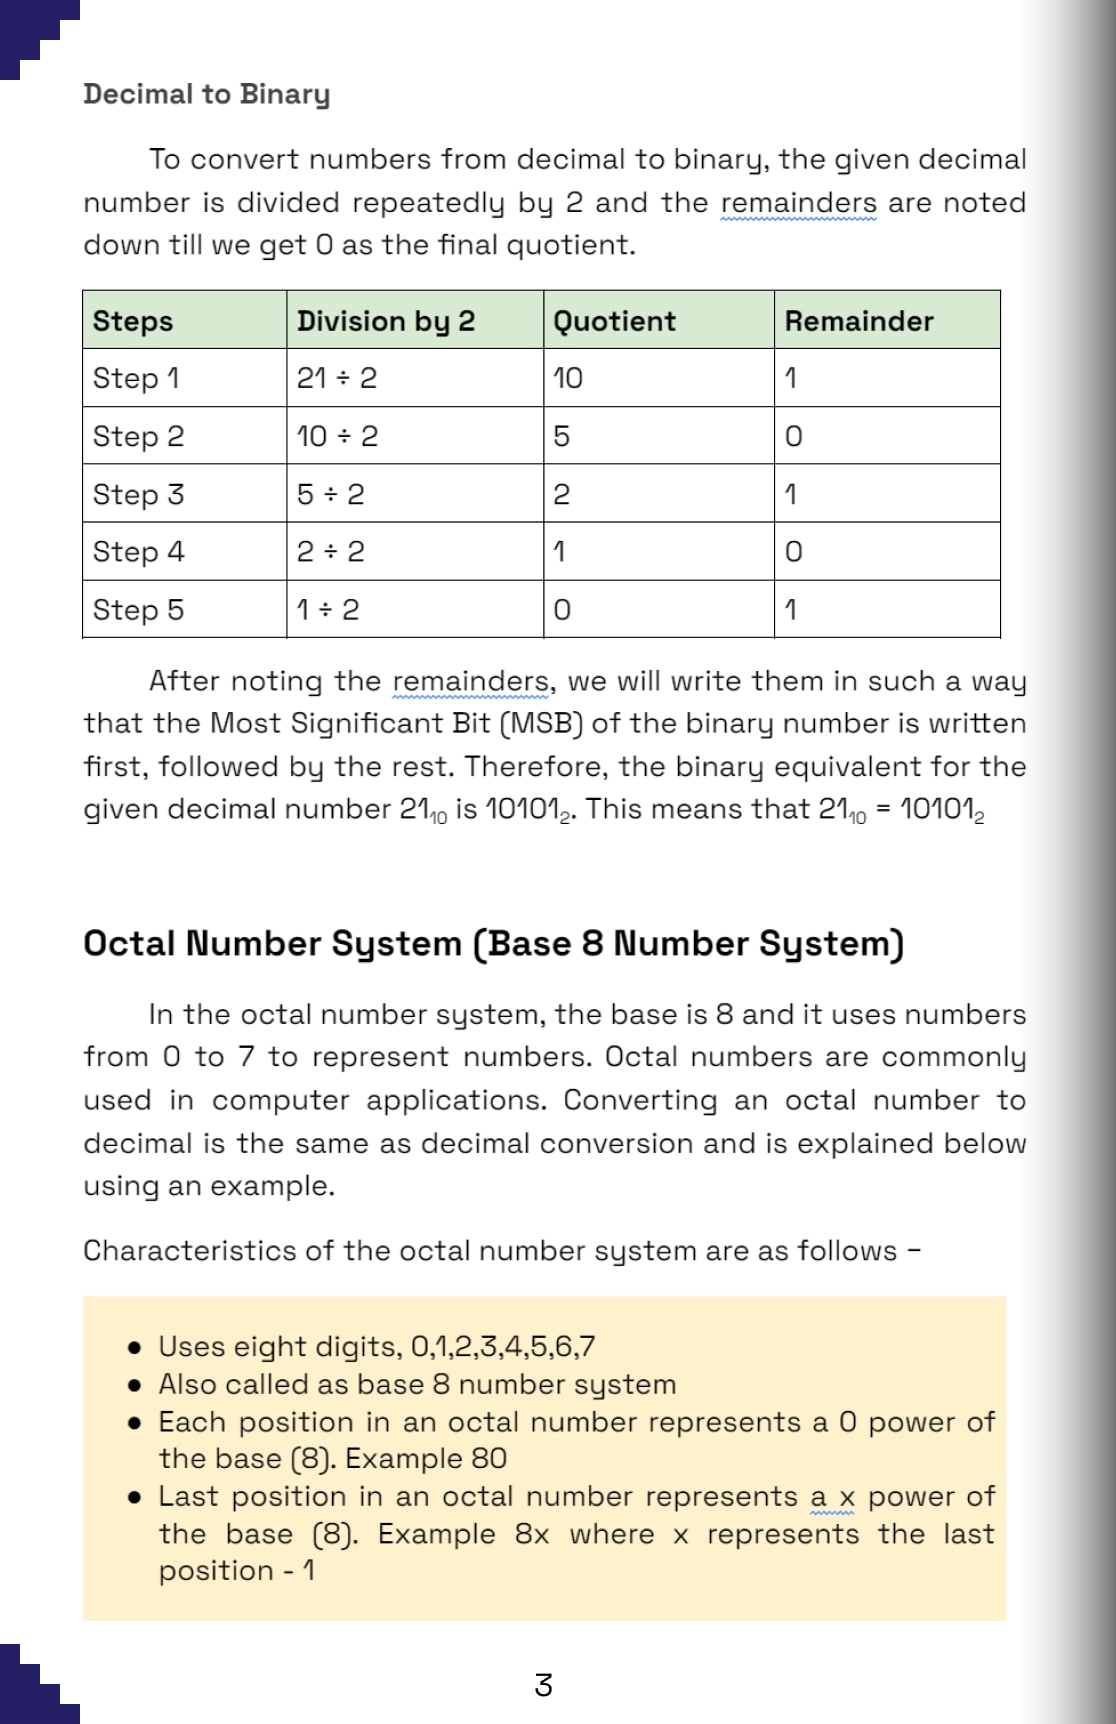 Decimal to Binary
To convert numbers from decimal to binary, the given decimal
number is divided repeatedly by 2 and the remainders are noted
down till we get 0 as the final quotient.
Steps Division by 2 Quotient Remainder
Step 1 21 ÷ 2 10 1
Step 2 10 ÷ 2 5 0
Step 3 5 ÷ 2 2 1
Step 4 2 ÷ 2 1 0
Step 5 1 ÷ 2 0 1
After noting the remainders, we will write them in such a way
that the Most Significant Bit (MSB) of the binary number is written
first, followed by the rest. Therefore, the binary equivalent for the
given decimal number 21₁₀ is 10101₂. This means that 21₁₀ = 10101₂
Octal Number System (Base 8 Number System)
In the octal number system, the base is 8 and it uses numbers
from 0 to 7 to represent numbers. Octal numbers are commonly
used in computer applications. Converting an octal number to
decimal is the same as decimal conversion and is explained below
using an example.
Characteristics of the octal number system are as follows –
● Uses eight digits, 0,1,2,3,4,5,6,7
● Also called as base 8 number system
● Each position in an octal number represents a 0 power of
the base (8). Example 80
● Last position in an octal number represents a x power of
the base (8). Example 8x where x represents the last
position - 1
3